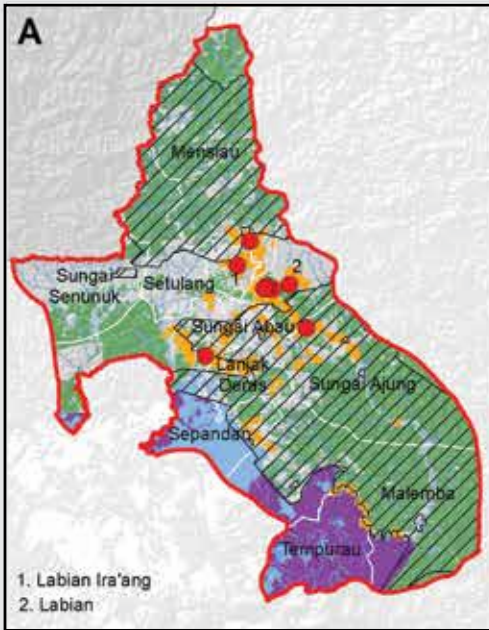 A
Mensiau
2
1
Sungai Senunuk
Setulang
Sungai Abau
Lanjak Deras
Sungai Ajung
Sepandan
Malemba
Tempurau
1. Labian Ira'ang
2. Labian